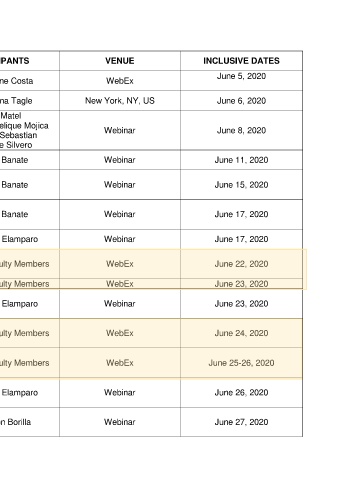 IPANTS VENUE INCLUSIVE DATES
ne Costa WebEx June 5, 2020
na Tagle New York, NY, US June 6, 2020
Matel
elique Mojica
Sebastian
e Silvero Webinar June 8, 2020
Banate Webinar June 11, 2020
Banate Webinar June 15, 2020
Banate Webinar June 17, 2020
Elamparo Webinar June 17, 2020
ulty Members WebEx June 22, 2020
ulty Members WebEx June 23, 2020
Elamparo Webinar June 23, 2020
ulty Members WebEx June 24, 2020
ulty Members WebEx June 25-26, 2020
Elamparo Webinar June 26, 2020
on Borilla Webinar June 27, 2020